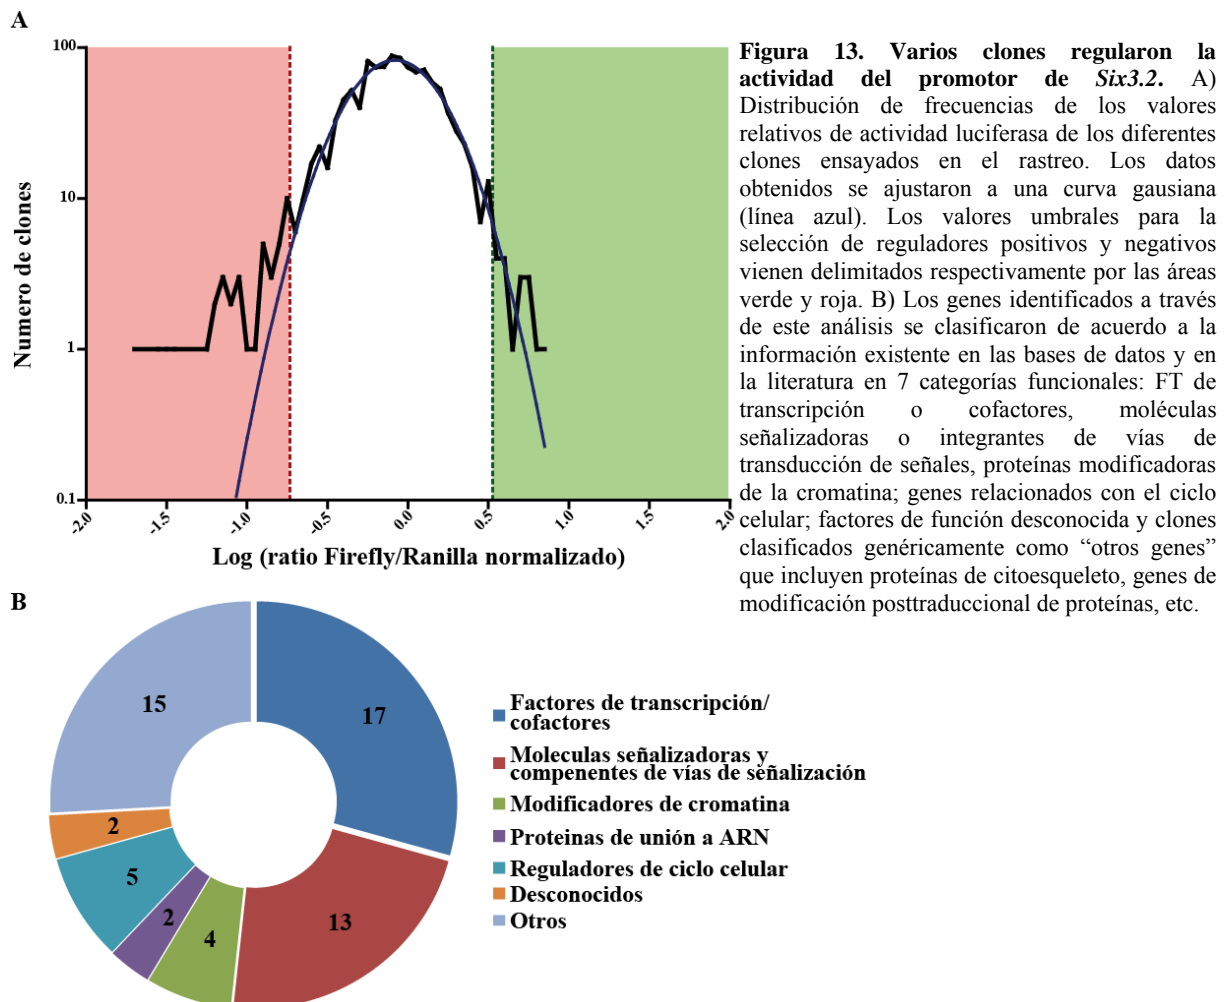 A
100
10
1
0.1
Numero de clones
-2.0
-1.5
-1.0
-0.5
0.0
0.5
1.0
1.5
2.0
Log (ratio Firefly/Ranilla normalizado)
Figura 13. Varios clones regularon la
actividad del promotor de Six3.2. A)
Distribución de frecuencias de los valores
relativos de actividad luciferasa de los diferentes
clones ensayados en el rastreo. Los datos
obtenidos se ajustaron a una curva gausiana
(línea azul). Los valores umbrales para la
selección de reguladores positivos y negativos
vienen delimitados respectivamente por las áreas
verde y roja. B) Los genes identificados a través
de este análisis se clasificaron de acuerdo a la
información existente en las bases de datos y en
la literatura en 7 categorías funcionales: FT de
transcripción o cofactores, moléculas
señalizadoras o integrantes de vías de
transducción de señales, proteínas modificadoras
de la cromatina; genes relacionados con el ciclo
celular; factores de función desconocida y clones
clasificados genéricamente como “otros genes”
que incluyen proteínas de citoesqueleto, genes de
modificación posttraduccional de proteínas, etc.
B
17
13
4
2
5
2
15
Factores de transcripción/
cofactores
Moleculas señalizadoras y
compenentes de vías de señalización
Modificadores de cromatina
Proteinas de unión a ARN
Reguladores de ciclo celular
Desconocidos
Otros